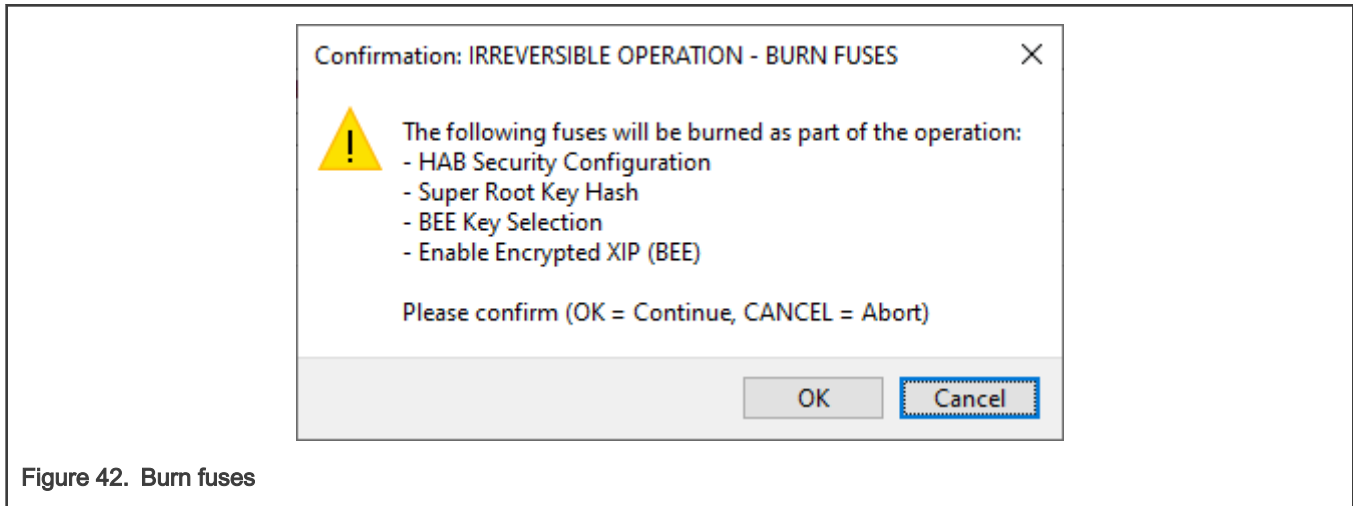 Confirmation: IRREVERSIBLE OPERATION - BURN FUSES
The following fuses will be burned as part of the operation:
- HAB Security Configuration
- Super Root Key Hash
- BEE Key Selection
- Enable Encrypted XIP (BEE)
Please confirm (OK = Continue, CANCEL = Abort)
OK Cancel
Figure 42. Burn fuses